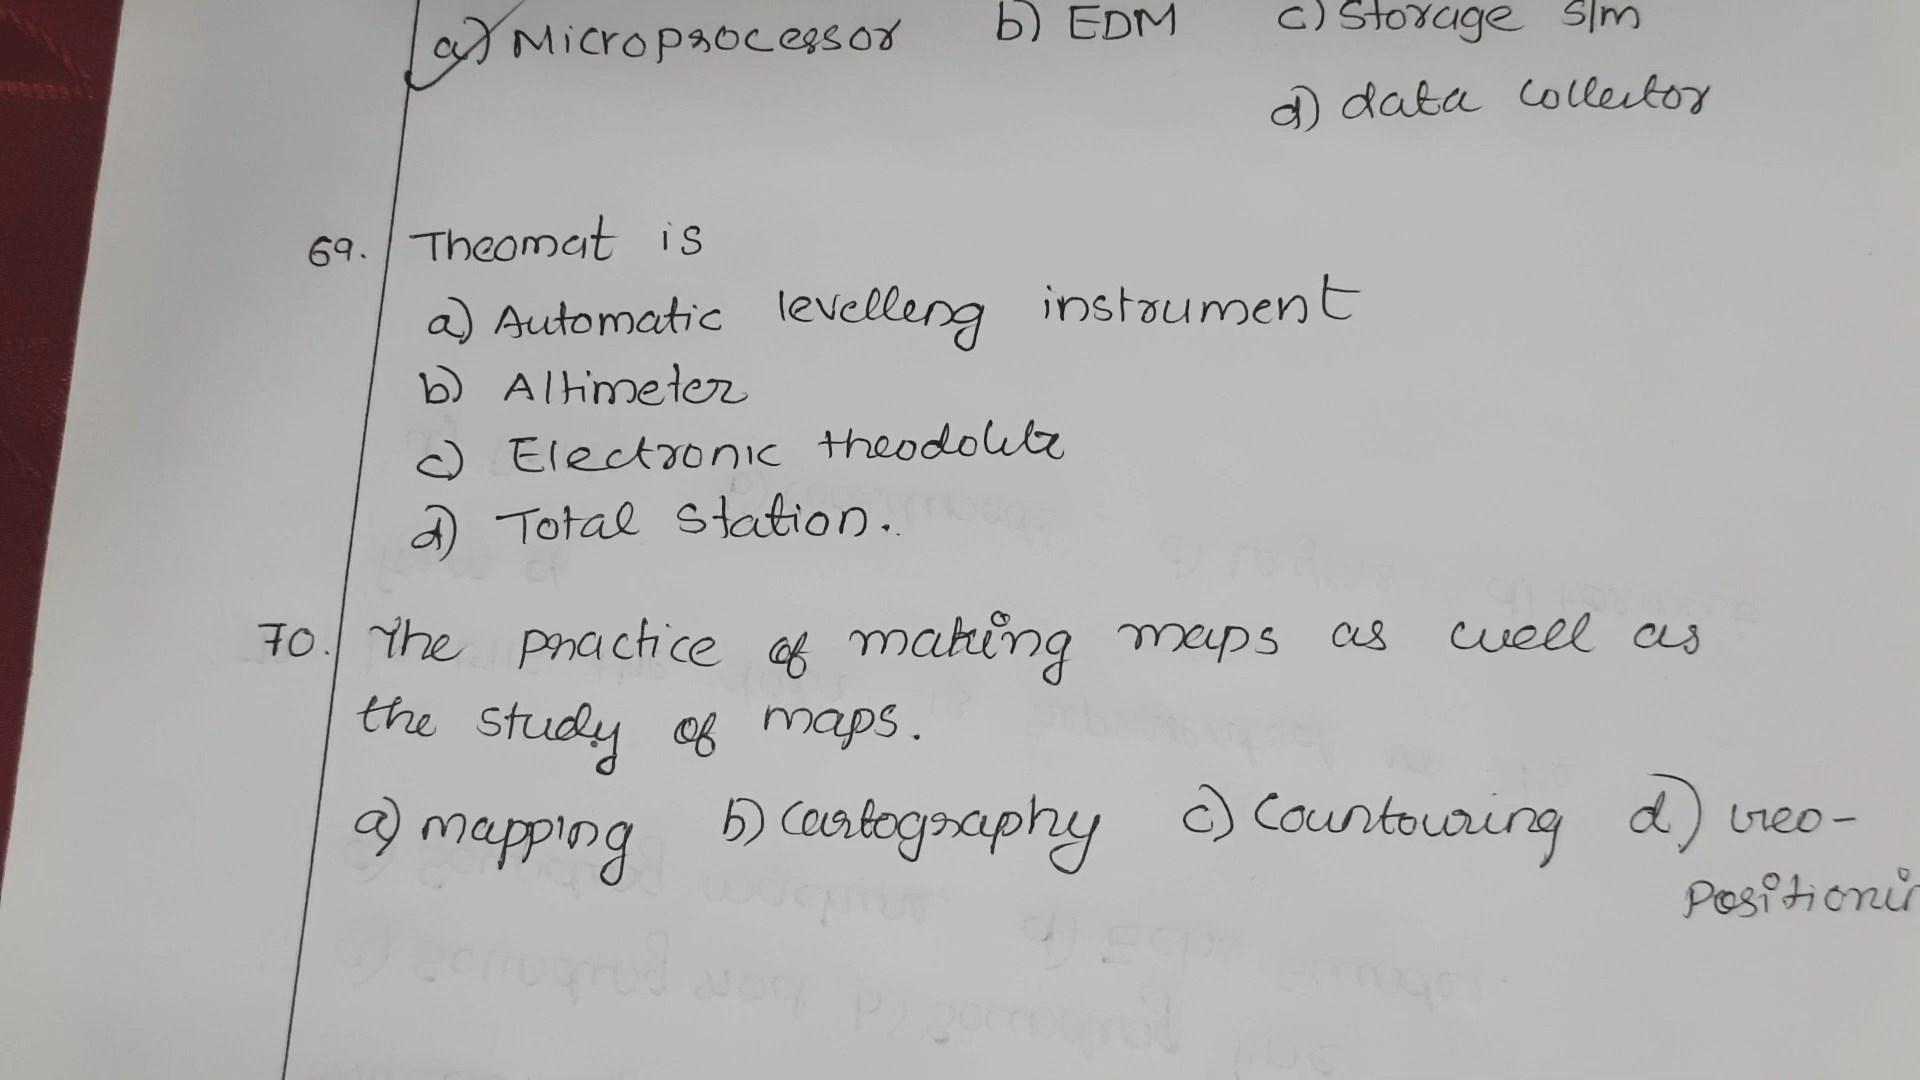 a) Microprocessor b) EDM c) Storage s/m
d) data collector
69. Theomat is
a) Automatic levelleng instrument
b) Altimeter
c) Electronic theodolite
d) Total Station.
70. The practice of making maps as well as
the study of maps.
a) mapping b) Cartography c) Countouring d) Geo-
Positionin